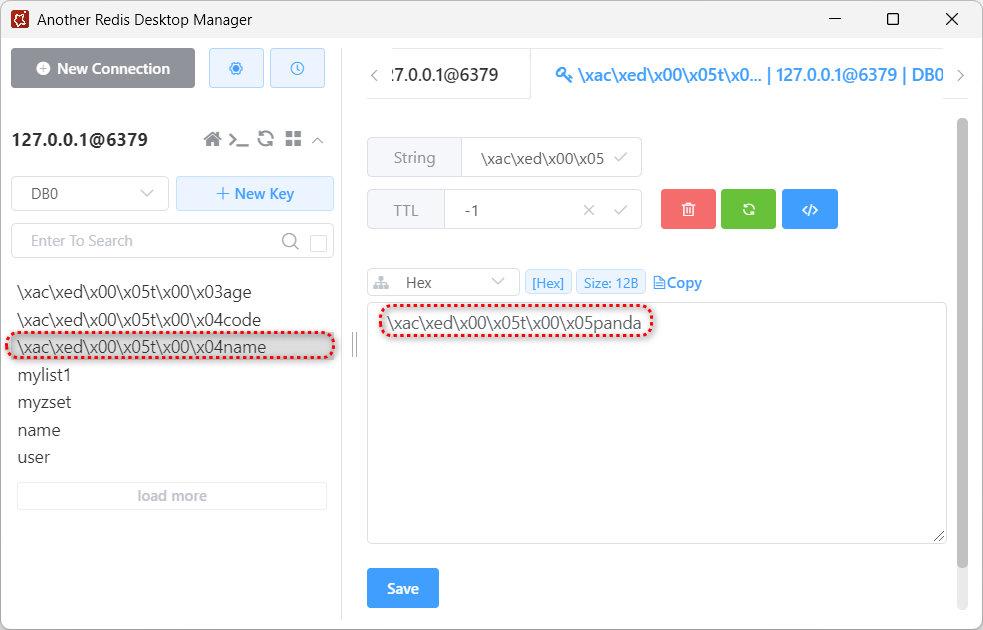 Another Redis Desktop Manager
New Connection
127.0.0.1@6379
DB0
New Key
Enter To Search
\xac\xed\x00\x05t\x00\x03age
\xac\xed\x00\x05t\x00\x04code
\xac\xed\x00\x05t\x00\x04name
mylist1
myzset
name
user
load more
27.0.0.1@6379
\xac\xed\x00\x05t\x0... | 127.0.0.1@6379 | DB0
String
\xac\xed\x00\x05
TTL
-1
Hex
[Hex]
Size: 12B
Copy
\xac\xed\x00\x05t\x00\x05panda
Save